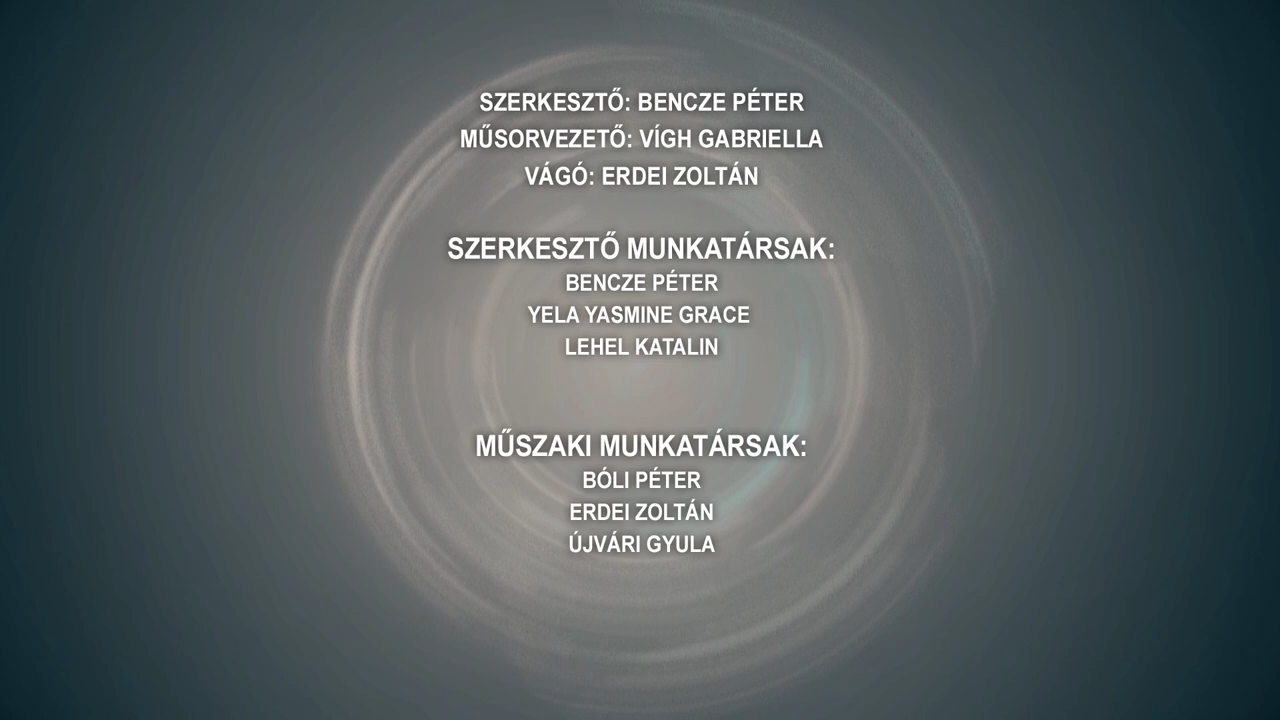 SZERKESZTŐ: BENCZE PÉTER
MŰSORVEZETŐ: VÍGH GABRIELLA
VÁGÓ: ERDEI ZOLTÁN
SZERKESZTŐ MUNKATÁRSAK:
BENCZE PÉTER
YELA YASMINE GRACE
LEHEL KATALIN
MŰSZAKI MUNKATÁRSAK:
BÓLI PÉTER
ERDEI ZOLTÁN
ÚJVÁRI GYULA